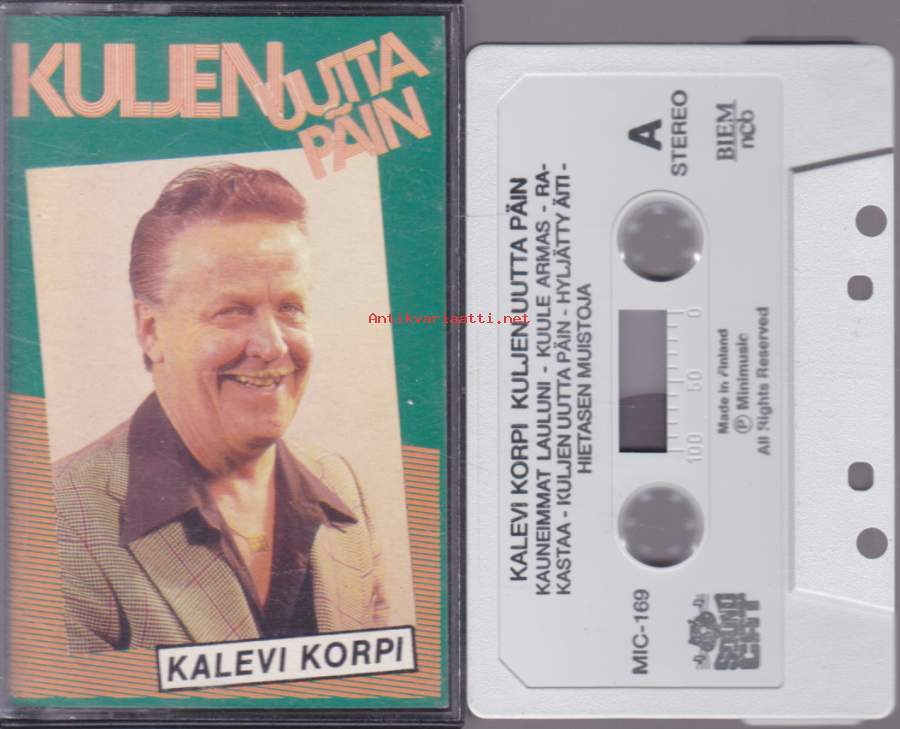 KULJEN UUTTA
PÄIN
KALEVI KORPI
Antikvariaatti.net
A
STEREO
BIEM
ncb
KALEVI KORPI KULJEN UUTTA PÄIN
KAUNEIMMAT LAULUNI - KUULE ARMAS - RA-
KASTAA - KULJEN UUTTA PÄIN - HYLJÄTTY ÄITI -
HIETASEN MUISTOJA
0
50
100
Made in Finland
Ⓟ Minimusic
All Rights Reserved
MIC-169
SOUND
CAT